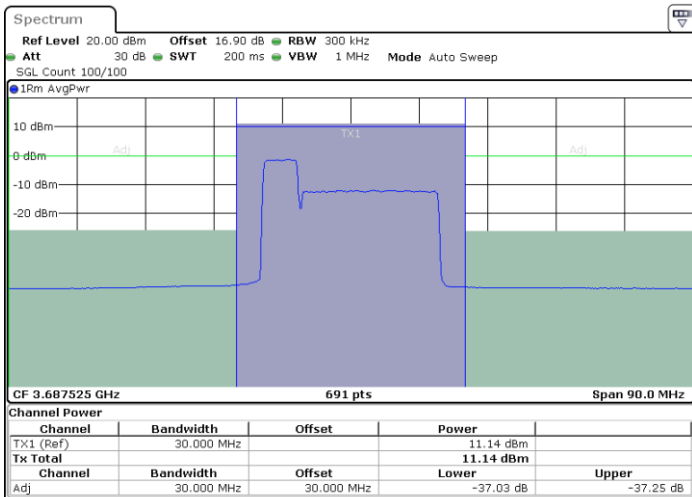 Spectrum
Ref Level 20.00 dBm Offset 16.90 dB RBW 300 kHz
Att 30 dB SWT 200 ms VBW 1 MHz Mode Auto Sweep
SGL Count 100/100
1Rm AvgPwr
10 dBm
TX1
Adj
Adj
0 dBm
-10 dBm
-20 dBm
CF 3.687525 GHz 691 pts Span 90.0 MHz
Channel Power
Channel Bandwidth Offset Power
TX1 (Ref) 30.000 MHz 11.14 dBm
Tx Total 11.14 dBm
Channel Bandwidth Offset Lower Upper
Adj 30.000 MHz 30.000 MHz -37.03 dB -37.25 dB